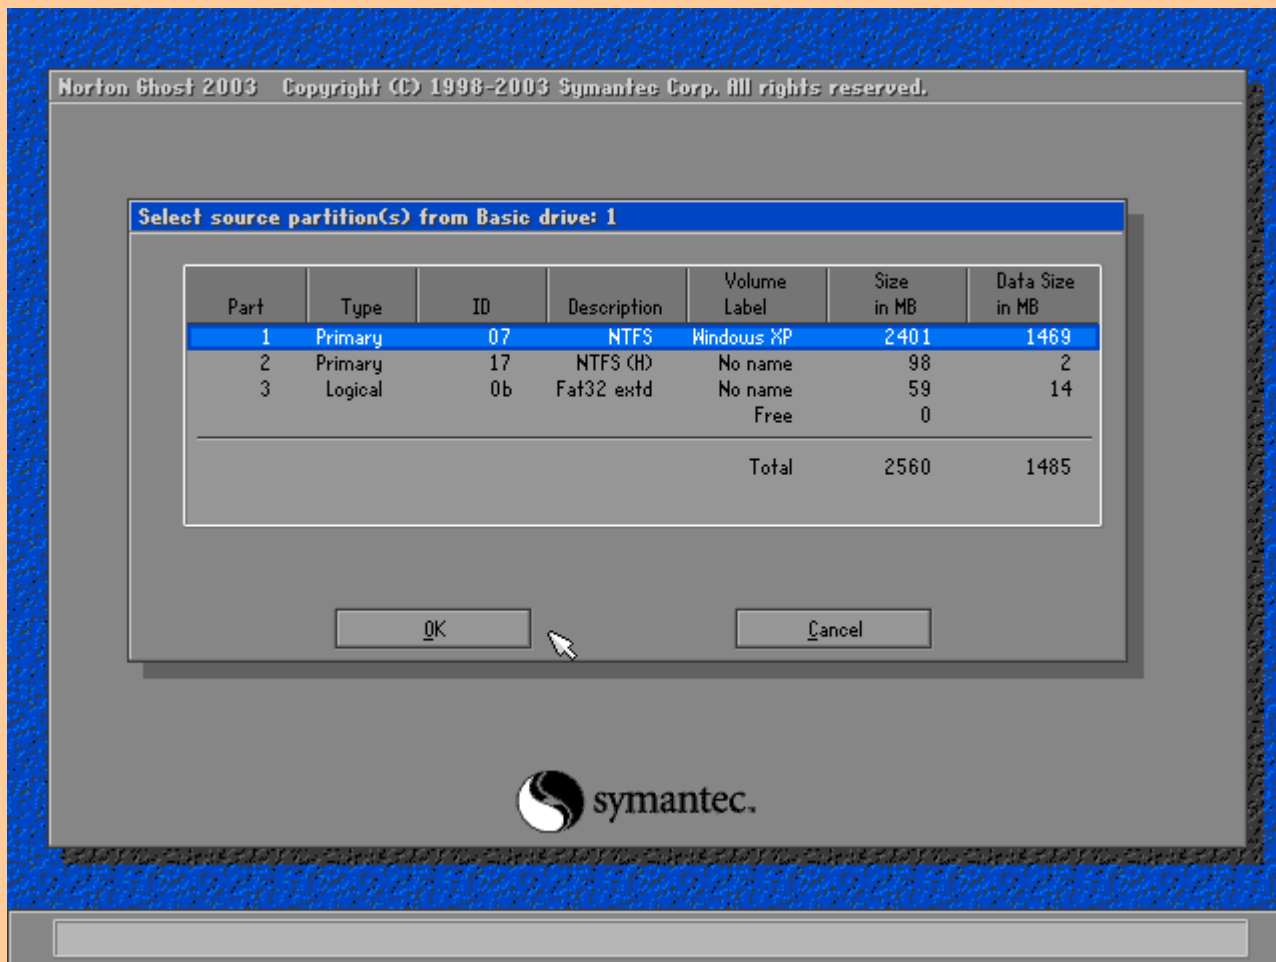 Norton Ghost 2003 Copyright (C) 1998-2003 Symantec Corp. All rights reserved.
Select source partition(s) from Basic drive: 1
Part Type ID Description Volume Label Size in MB Data Size in MB
1 Primary 07 NTFS Windows XP 2401 1469
2 Primary 17 NTFS (H) No name 98 2
3 Logical 0b Fat32 extd No name 59 14
Free 0
Total 2560 1485
OK Cancel
symantec.